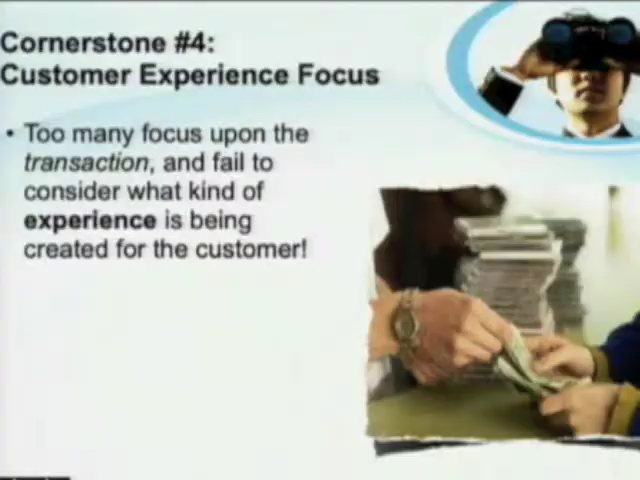 Cornerstone #4:
Customer Experience Focus
• Too many focus upon the
transaction, and fail to
consider what kind of
experience is being
created for the customer!